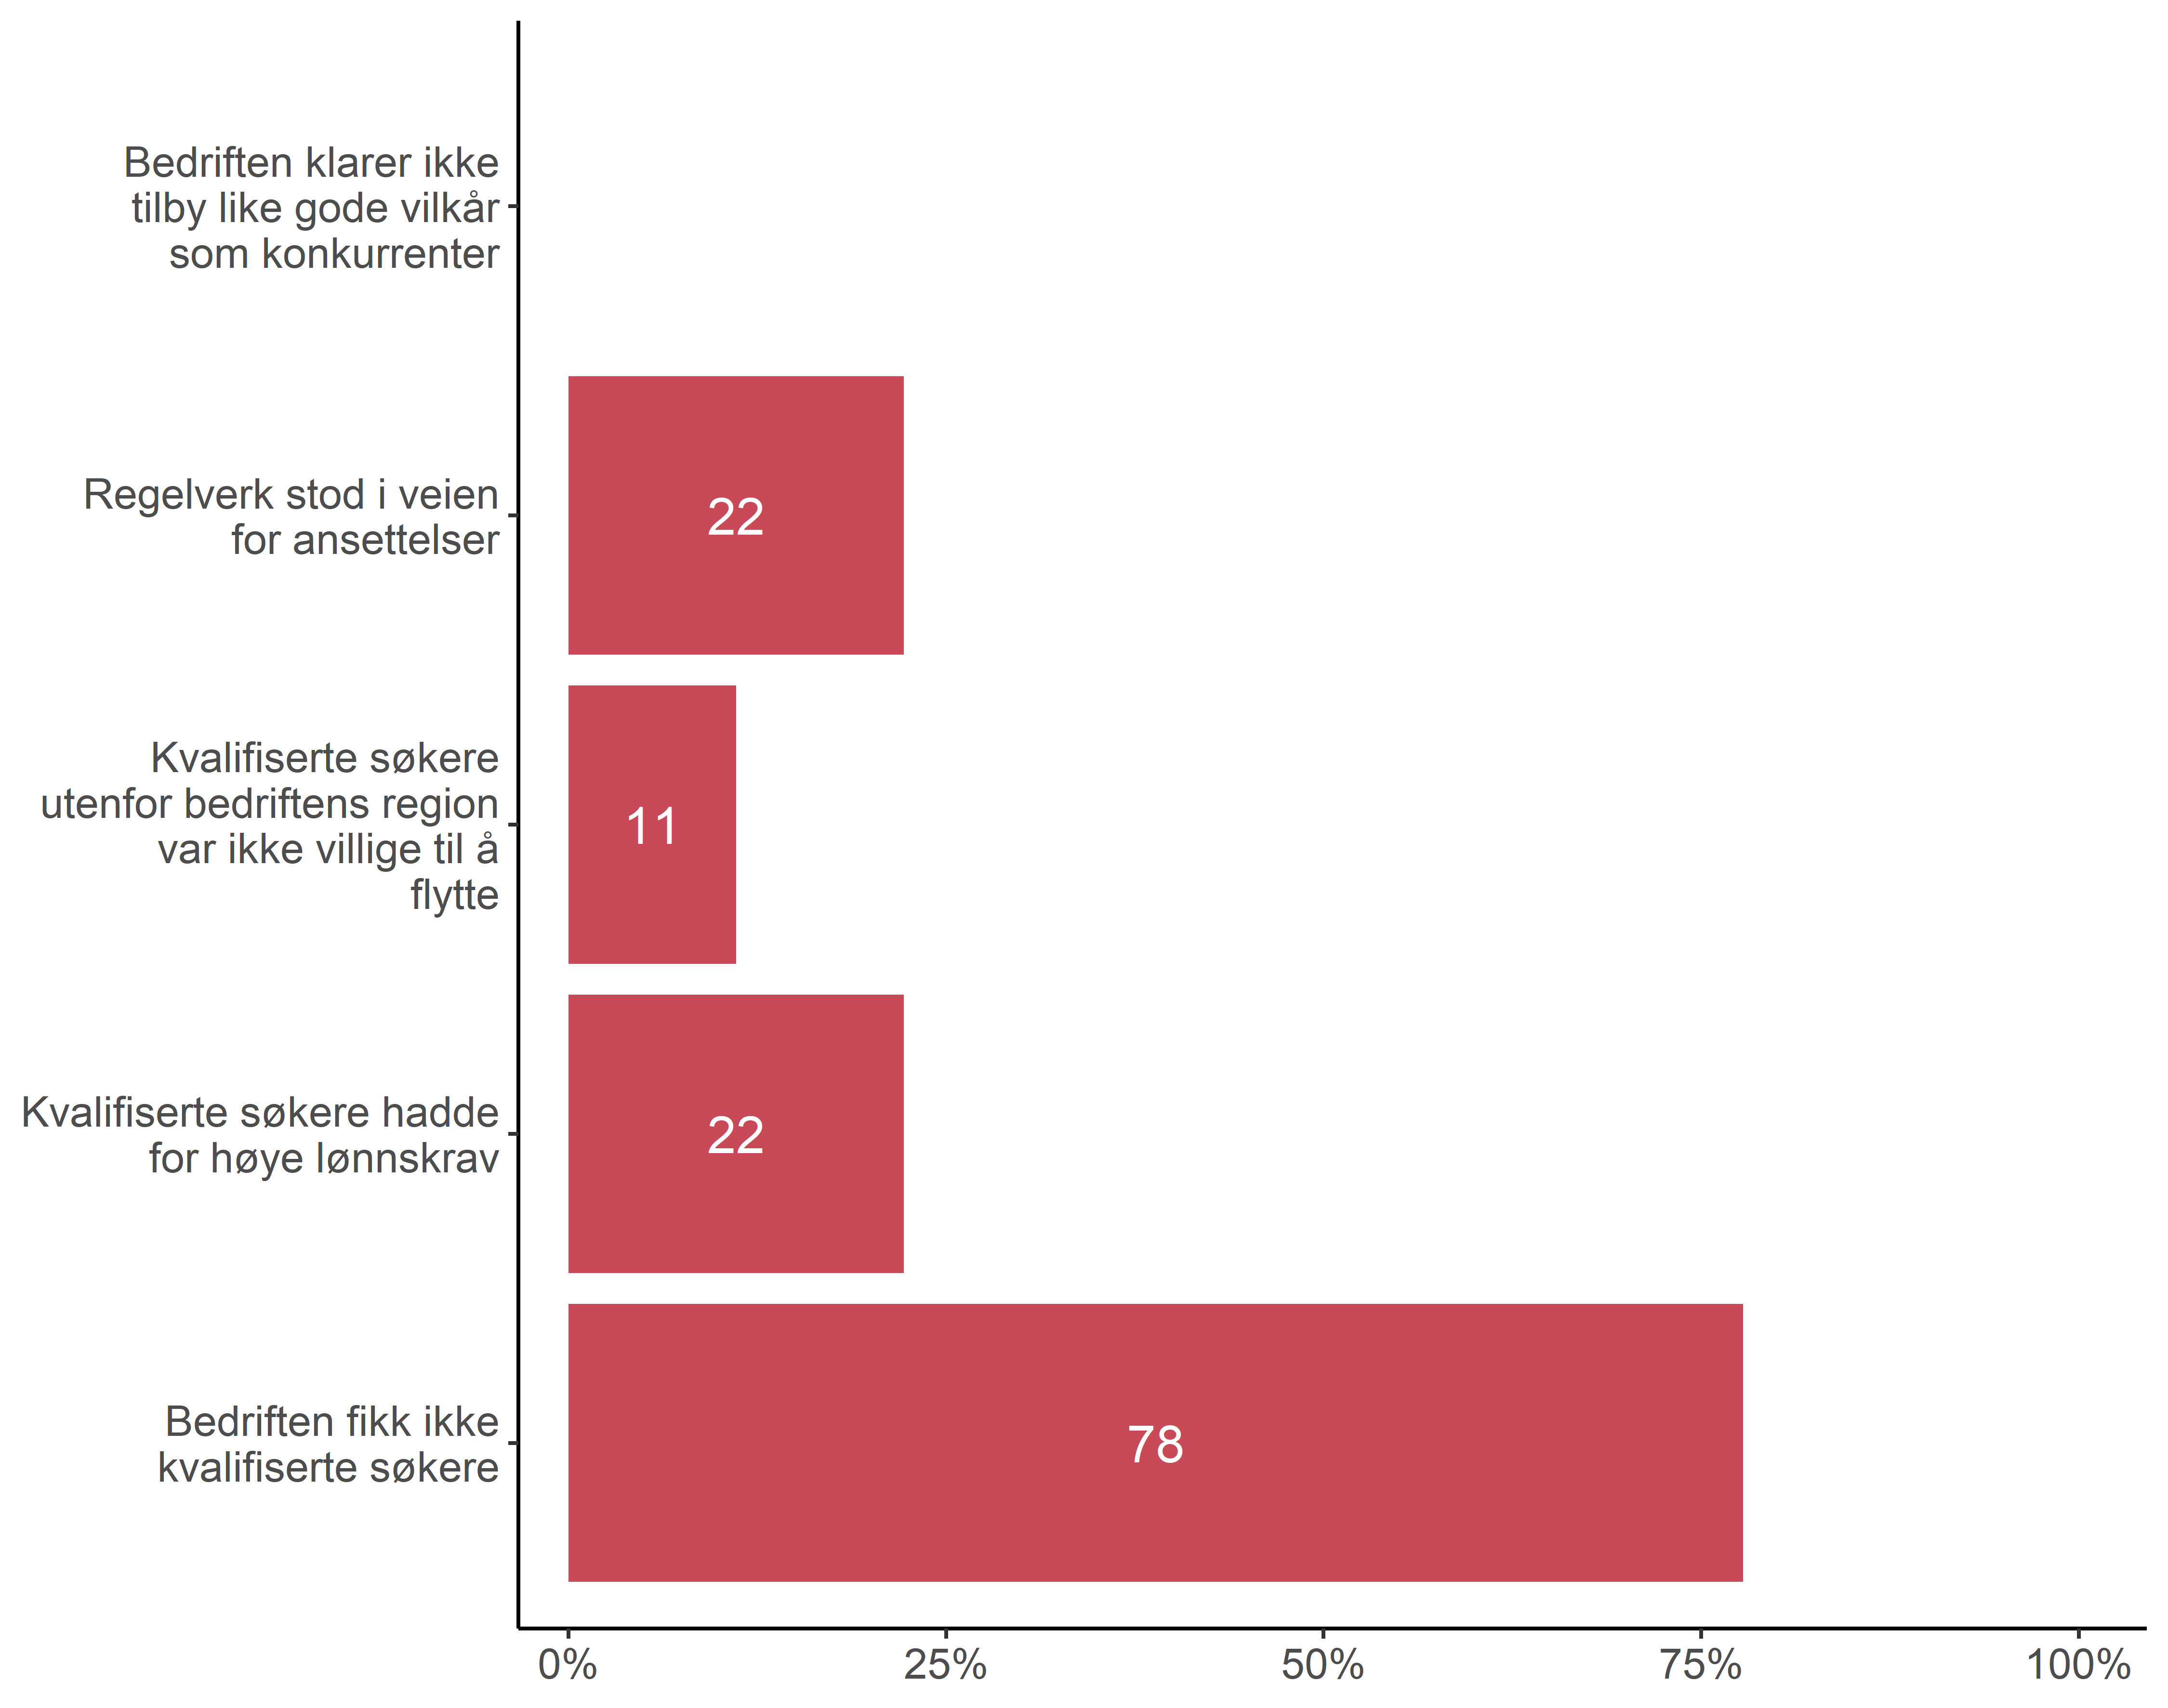 Bedriften klarer ikke
tilby like gode vilkår
som konkurrenter
Regelverk stod i veien
for ansettelser
22
Kvalifiserte søkere
utenfor bedriftens region
var ikke villige til å
flytte
11
Kvalifiserte søkere hadde
for høye lønnskrav
22
Bedriften fikk ikke
kvalifiserte søkere
78
0% 25% 50% 75% 100%